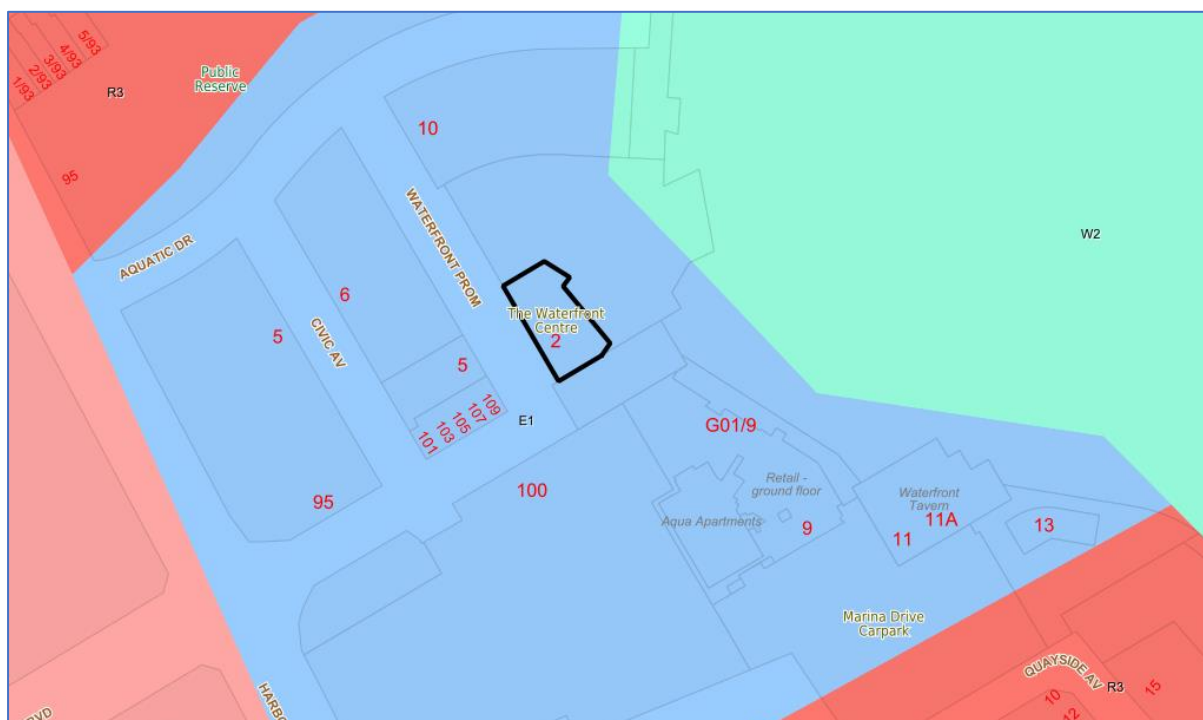 5/93
4/93
3/93
2/93
1/93
R3
Public
Reserve
95
10
WATERFRONT PROM
W2
AQUATIC DR
6
5
CIVIC AV
The Waterfront
Centre
2
5
109
107
105
103
101
E1
G01/9
100
95
Retail -
ground floor
Aqua Apartments
9
Waterfront
Tavern
11A
11
13
Marina Drive
Carpark
QUAYSIDE AV
R3
15
10
12
HARBO
BVD